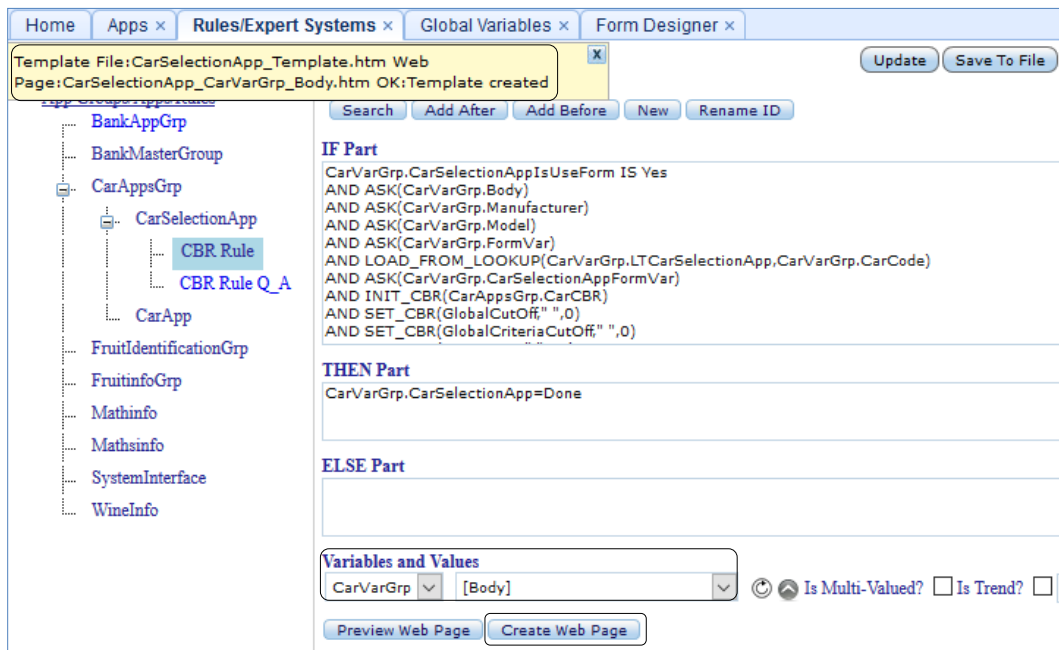 Home Apps × Rules/Expert Systems × Global Variables × Form Designer ×
Template File:CarSelectionApp_Template.htm Web
Page:CarSelectionApp_CarVarGrp_Body.htm OK:Template created
x
Update Save To File
App Groups/Apps/Rules
Search Add After Add Before New Rename ID
BankAppGrp
BankMasterGroup
CarAppsGrp
CarSelectionApp
CBR Rule
CBR Rule Q_A
CarApp
FruitIdentificationGrp
FruitinfoGrp
Mathinfo
Mathsinfo
SystemInterface
WineInfo
IF Part
CarVarGrp.CarSelectionAppIsUseForm IS Yes
AND ASK(CarVarGrp.Body)
AND ASK(CarVarGrp.Manufacturer)
AND ASK(CarVarGrp.Model)
AND ASK(CarVarGrp.FormVar)
AND LOAD_FROM_LOOKUP(CarVarGrp.LTCarSelectionApp,CarVarGrp.CarCode)
AND ASK(CarVarGrp.CarSelectionAppFormVar)
AND INIT_CBR(CarAppsGrp.CarCBR)
AND SET_CBR(GlobalCutOff," ",0)
AND SET_CBR(GlobalCriteriaCutOff," ",0)
THEN Part
CarVarGrp.CarSelectionApp=Done
ELSE Part
Variables and Values
CarVarGrp [Body] Is Multi-Valued? Is Trend?
Preview Web Page Create Web Page